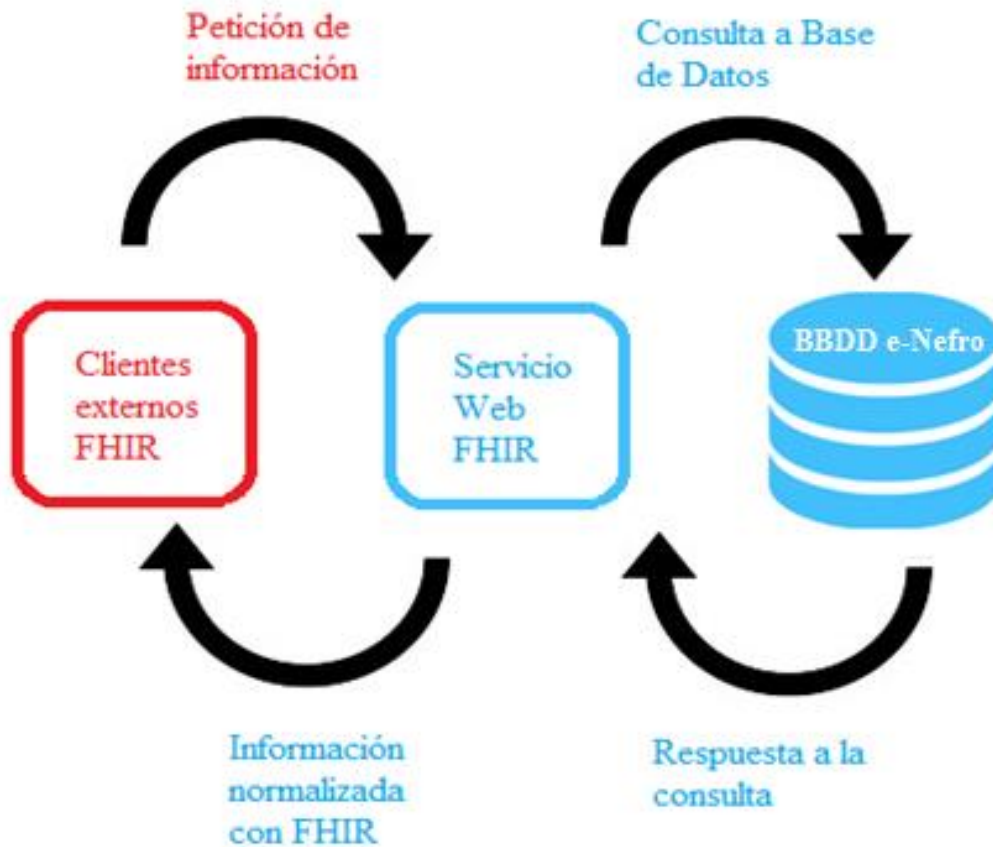 Petición de
información
Consulta a Base
de Datos
Clientes
externos
FHIR
Servicio
Web
FHIR
BBDD e-Nefro
Información
normalizada
con FHIR
Respuesta a la
consulta